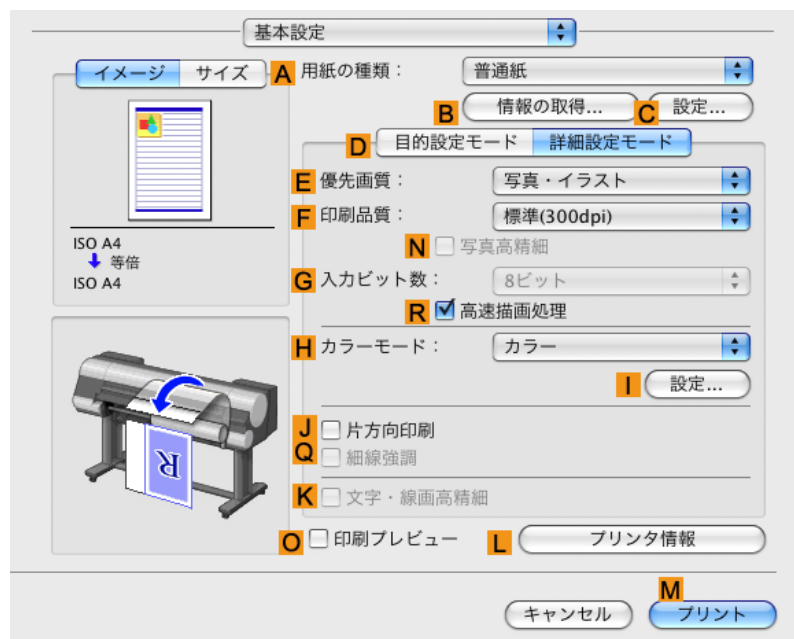 基本設定
イメージ サイズ
A 用紙の種類： 普通紙
B 情報の取得... C 設定...
D 目的設定モード 詳細設定モード
E 優先画質： 写真・イラスト
F 印刷品質： 標準(300dpi)
N 写真高精細
G 入力ビット数： 8ビット
R 高速描画処理
H カラーモード： カラー
I 設定...
J 片方向印刷
Q 細線強調
K 文字・線画高精細
O 印刷プレビュー L プリンタ情報
ISO A4
等倍
ISO A4
R
M
キャンセル プリント